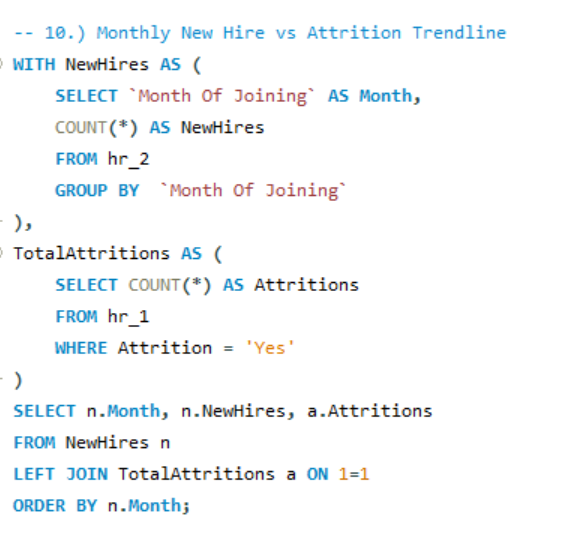 -- 10.) Monthly New Hire vs Attrition Trendline
WITH NewHires AS (
SELECT `Month Of Joining` AS Month,
COUNT(*) AS NewHires
FROM hr_2
GROUP BY  `Month Of Joining`
),
TotalAttritions AS (
SELECT COUNT(*) AS Attritions
FROM hr_1
WHERE Attrition = 'Yes'
)
SELECT n.Month, n.NewHires, a.Attritions
FROM NewHires n
LEFT JOIN TotalAttritions a ON 1=1
ORDER BY n.Month;